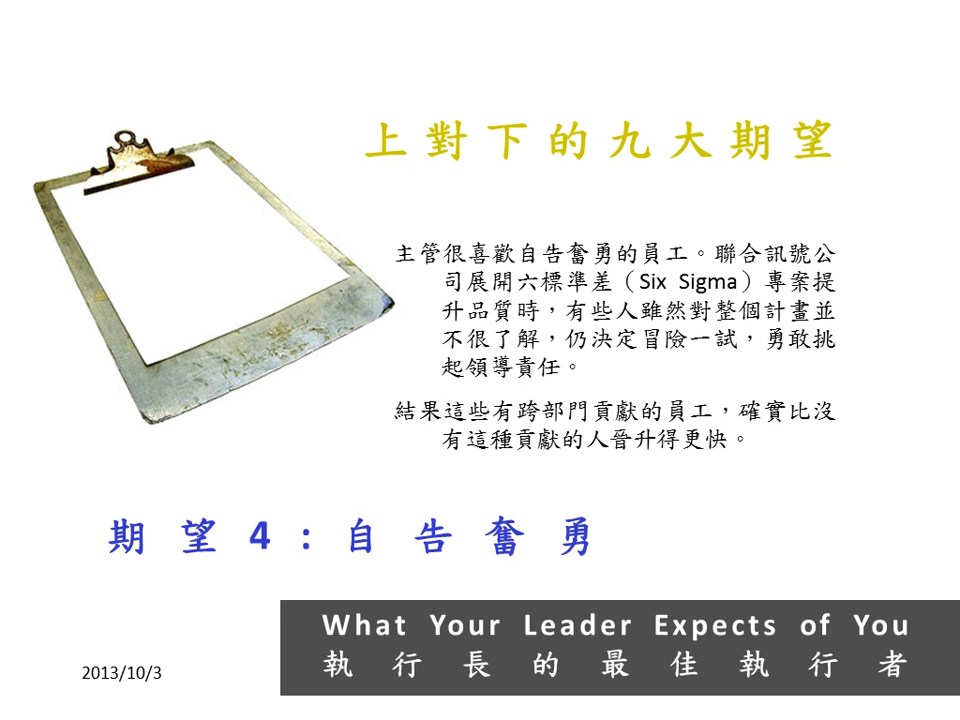 上對下的九大期望
主管很喜歡自告奮勇的員工。聯合訊號公
司展開六標準差（Six Sigma）專案提
升品質時，有些人雖然對整個計畫並
不很了解，仍決定冒險一試，勇敢挑
起領導責任。
結果這些有跨部門貢獻的員工，確實比沒
有這種貢獻的人晉升得更快。
期望4：自告奮勇
What Your Leader Expects of You
執行長的最佳執行者
2013/10/3